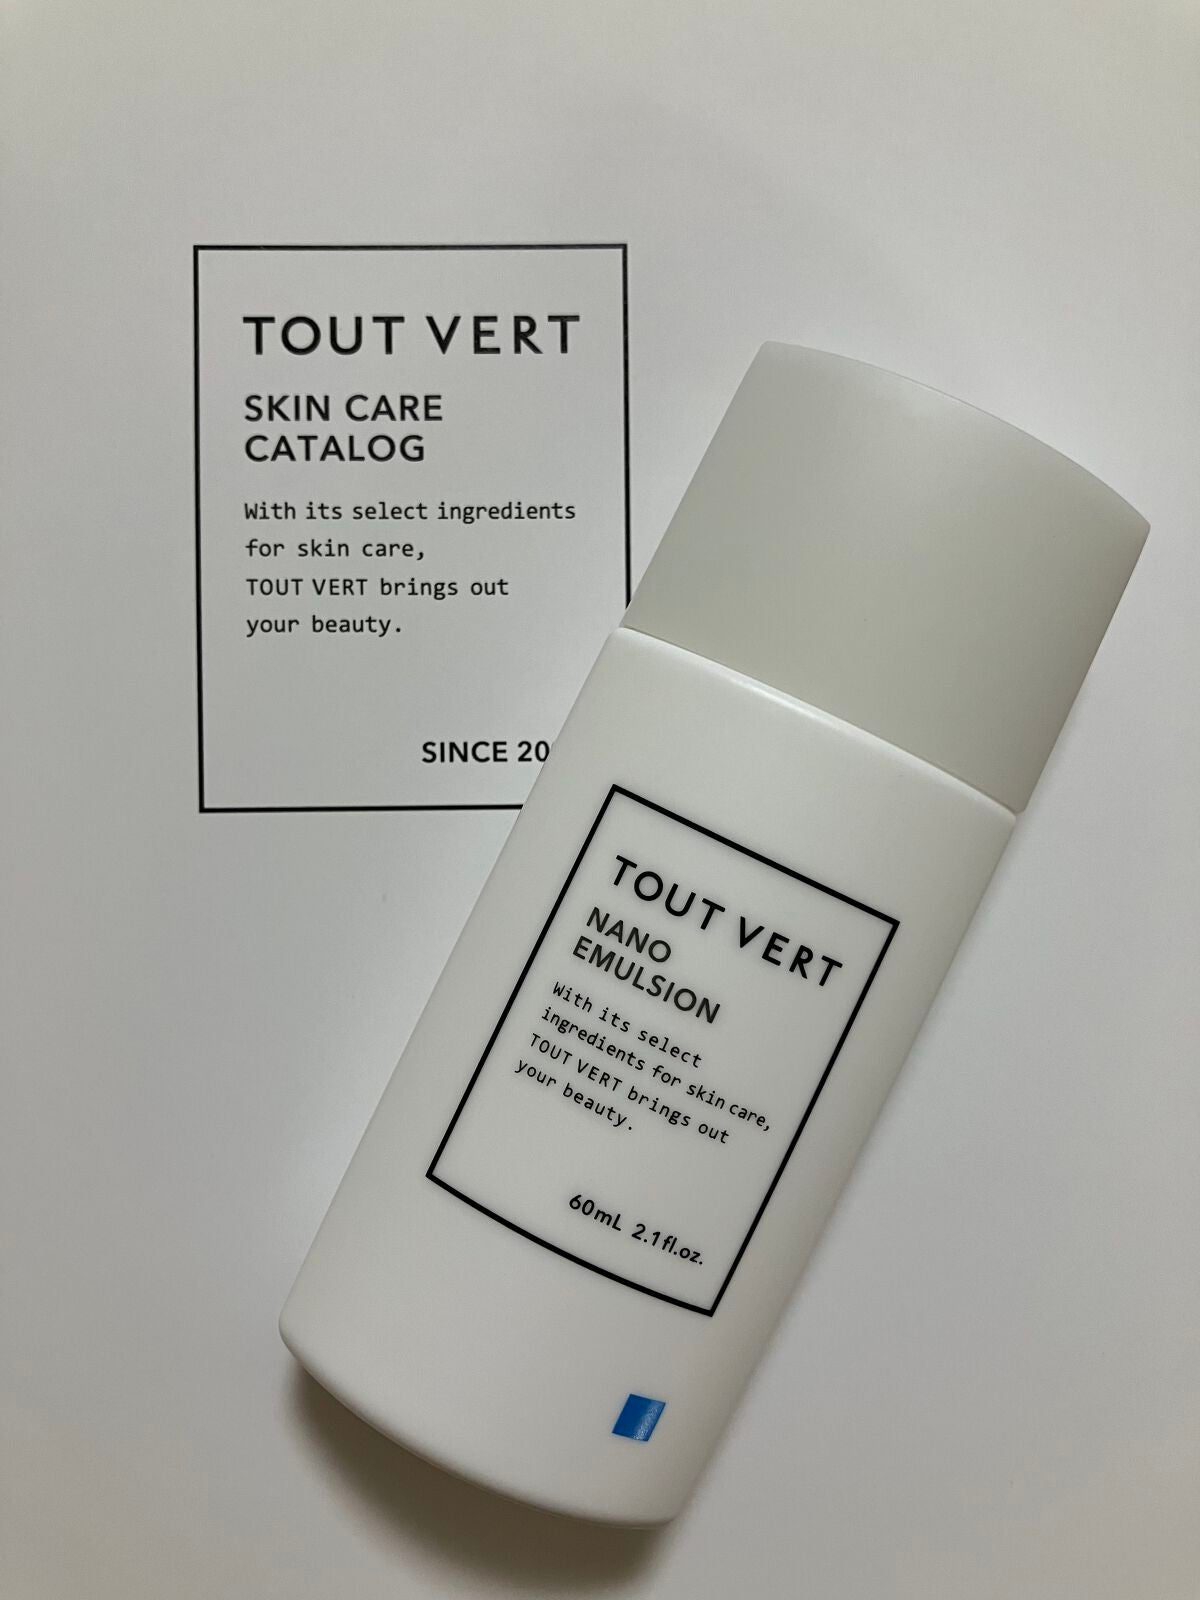 TOUT VERT
SKIN CARE
CATALOG
With its select ingredients
for skin care,
TOUT VERT brings out
your beauty.
SINCE
TOUT VERT
NANO
EMULSION
With its select
ingredients for skin care,
TOUT VERT brings out
your beauty.
60mL 2.1fl.oz.